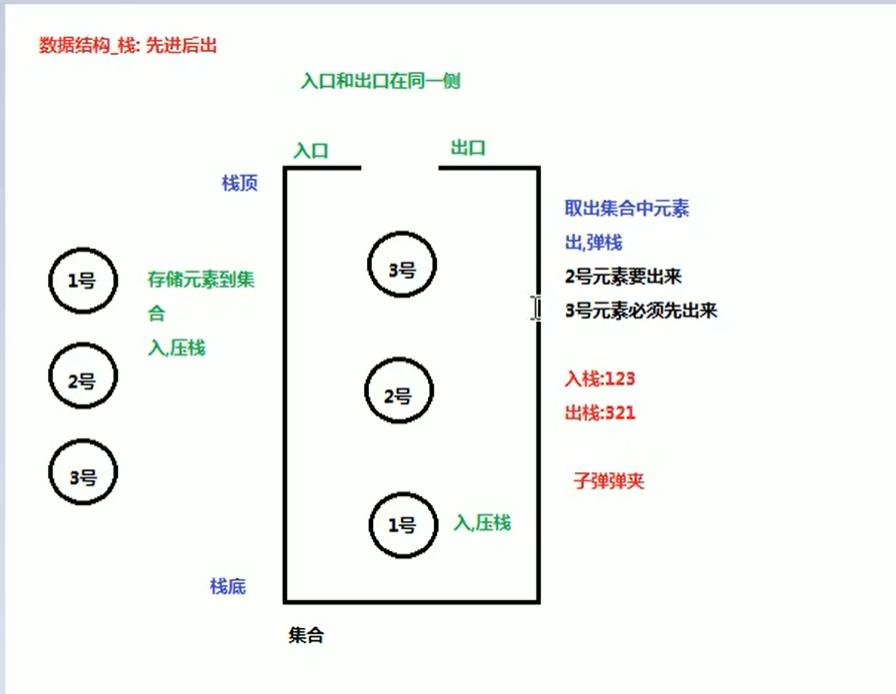 数据结构_栈: 先进后出
入口和出口在同一侧
入口
出口
栈顶
1号
2号
3号
存储元素到集
合
入,压栈
3号
2号
1号
入,压栈
栈底
集合
取出集合中元素
出,弹栈
2号元素要出来
3号元素必须先出来
入栈:123
出栈:321
子弹弹夹